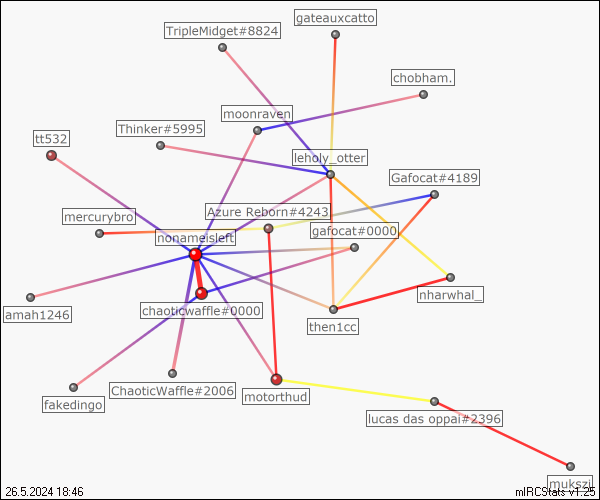 gateauxcatto
TripleMidget#8824
chobham.
moonraven
Thinker#5995
tt532
leholy_otter
Gafocat#4189
Azure Reborn#4243
mercurybro
gafocat#0000
nonameisleft
nharwhal_
chaoticwaffle#0000
amah1246
then1cc
ChaoticWaffle#2006
motorthud
fakedingo
lucas das oppai#2396
mukszi
26.5.2024 18:46
mIRCStats v1.25